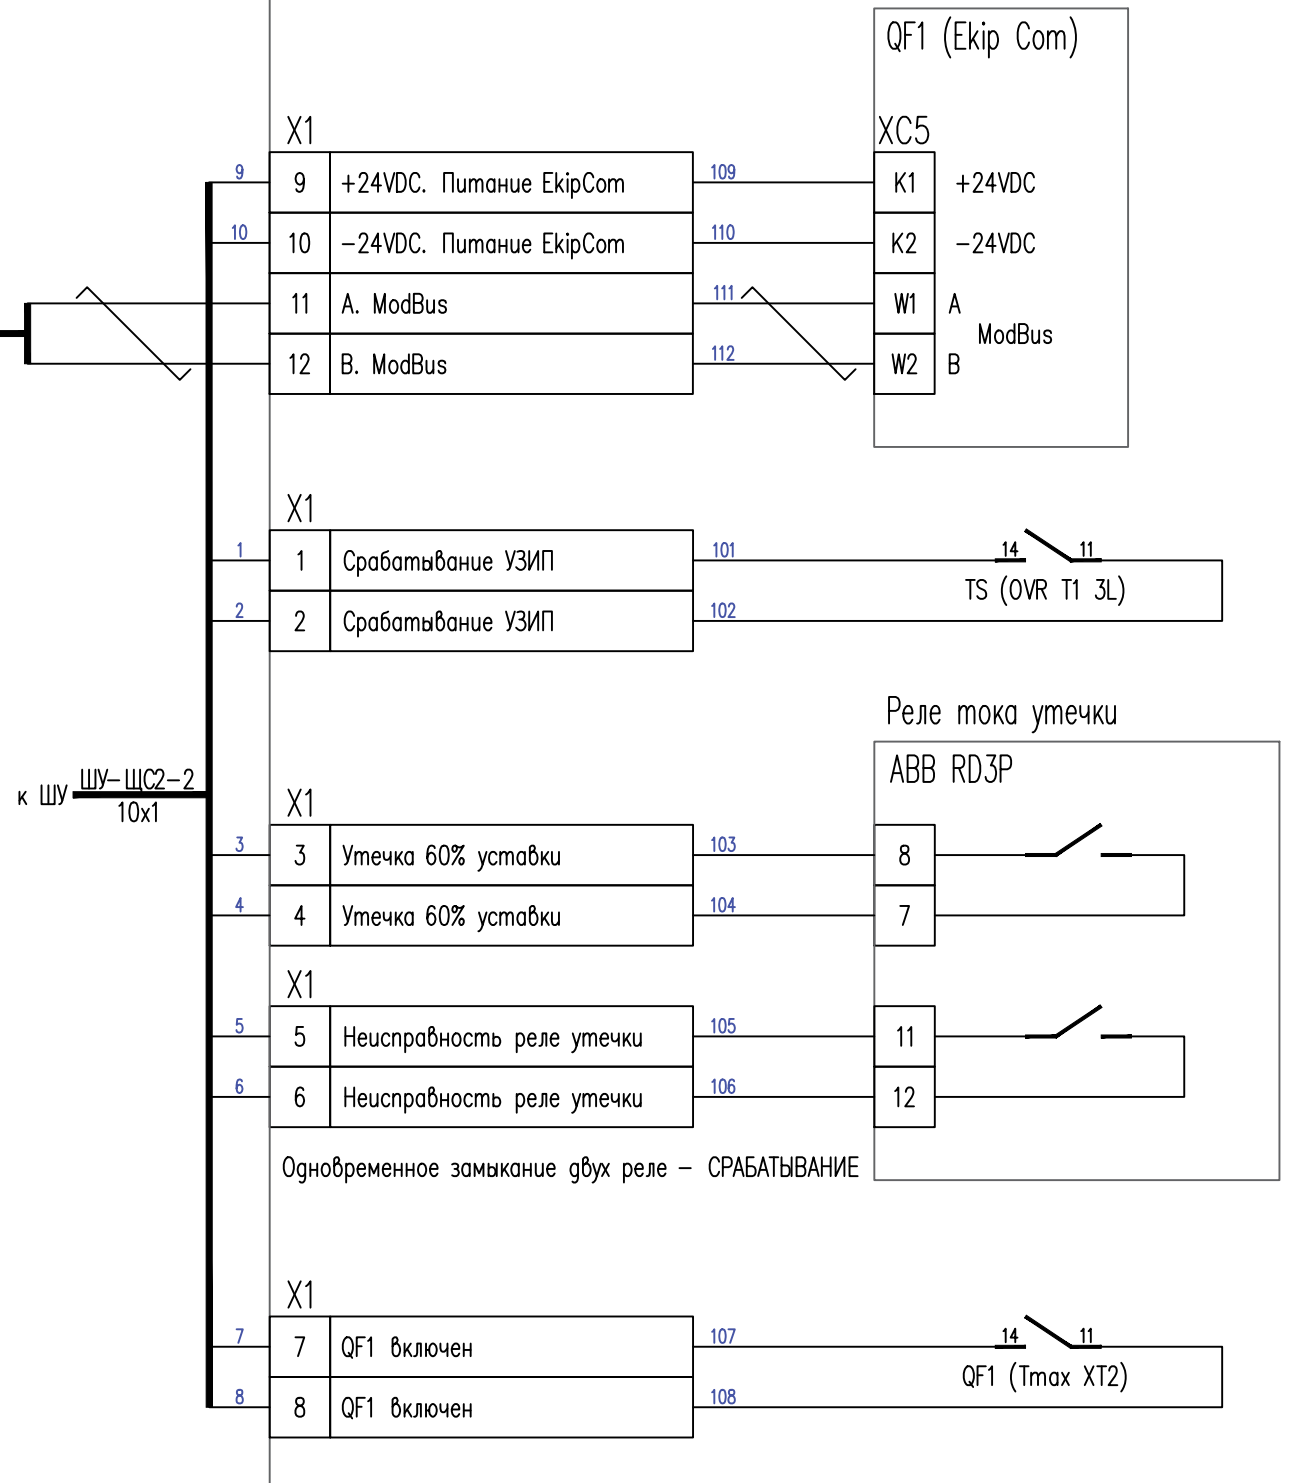 QF1 (Ekip Com)
X1
XC5
9
9
+24VDC. Питание EkipCom
109
K1
+24VDC
10
10
-24VDC. Питание EkipCom
110
K2
-24VDC
11
A. ModBus
111
W1
A
ModBus
12
B. ModBus
112
W2
B
X1
1
1
Срабатывание УЗИП
101
14
11
TS (OVR T1 3L)
2
2
Срабатывание УЗИП
102
Реле тока утечки
ABB RD3P
к ШУ
ШУ-ЩС2-2
10x1
X1
3
3
Утечка 60% уставки
103
8
4
4
Утечка 60% уставки
104
7
X1
5
5
Неисправность реле утечки
105
11
6
6
Неисправность реле утечки
106
12
Одновременное замыкание двух реле - СРАБАТЫВАНИЕ
X1
7
7
QF1 включен
107
14
11
QF1 (Tmax XT2)
8
8
QF1 включен
108